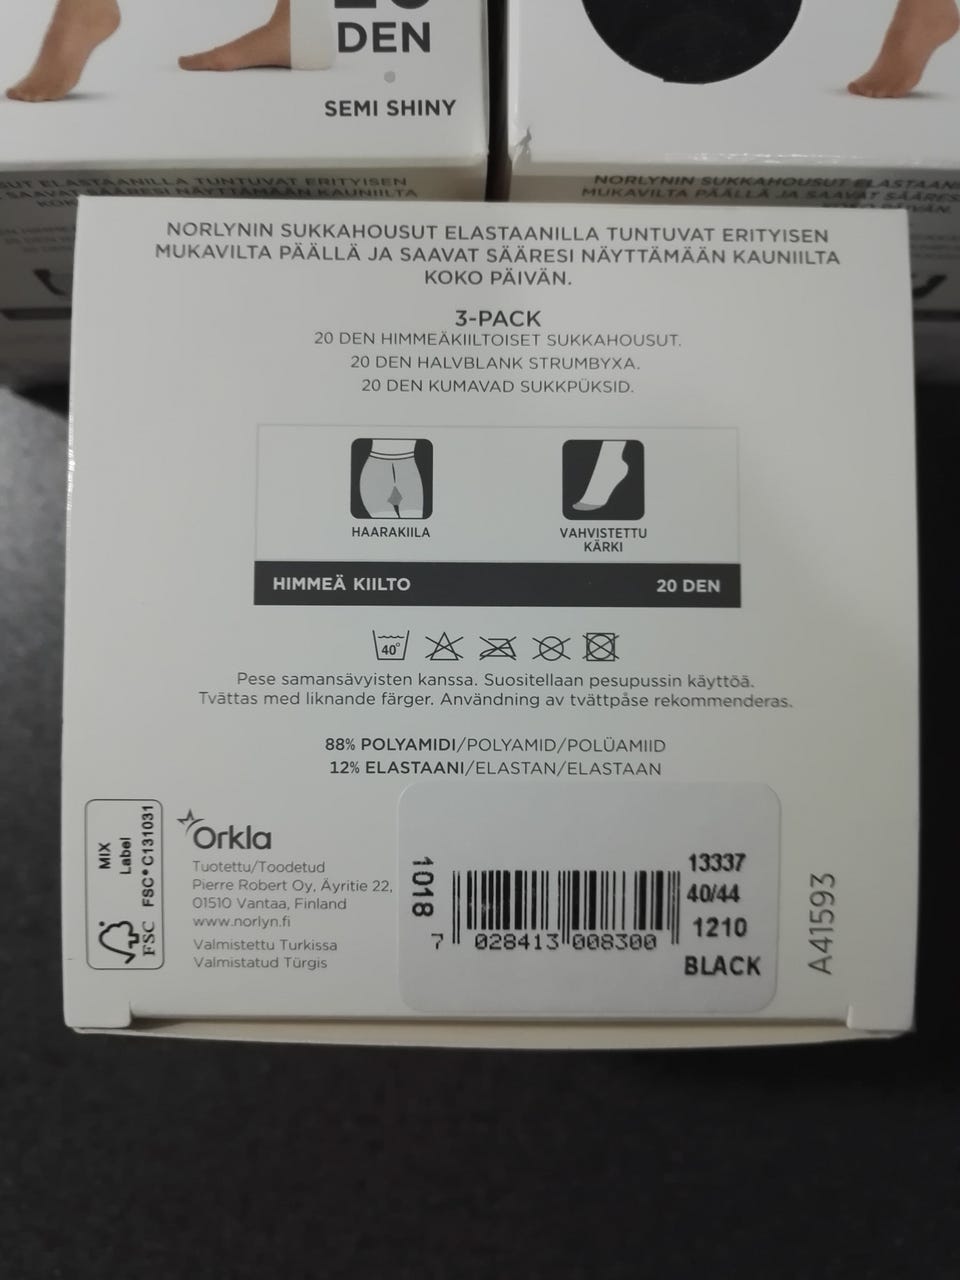 DEN
SEMI SHINY
NORLYNIN SUKKAHOUSUT ELASTAANILLA TUNTUVAT ERITYISEN
MUKAVILTA PÄÄLLÄ JA SAAVAT SÄÄRESI NÄYTTÄMÄÄN KAUNIILTA
KOKO PÄIVÄN.
3-PACK
20 DEN HIMMEÄKIILTOISET SUKKAHOUSUT.
20 DEN HALVBLANK STRUMBYXA.
20 DEN KUMAVAD SUKKPÜKSID.
HAARAKIILA
VAHVISTETTU
KÄRKI
HIMMEÄ KIILTO 20 DEN
40°
Pese samansävyisten kanssa. Suositellaan pesupussin käyttöä.
Tvättas med liknande färger. Användning av tvättpåse rekommenderas.
88% POLYAMIDI/POLYAMID/POLÜAMIID
12% ELASTAANI/ELASTAN/ELASTAAN
MIX
Label
FSC® C131031
FSC
Orkla
Tuotettu/Toodetud
Pierre Robert Oy, Äyritie 22,
01510 Vantaa, Finland
www.norlyn.fi
Valmistettu Turkissa
Valmistatud Türgis
1018
7 028413 008300
13337
40/44
1210
BLACK
A41593